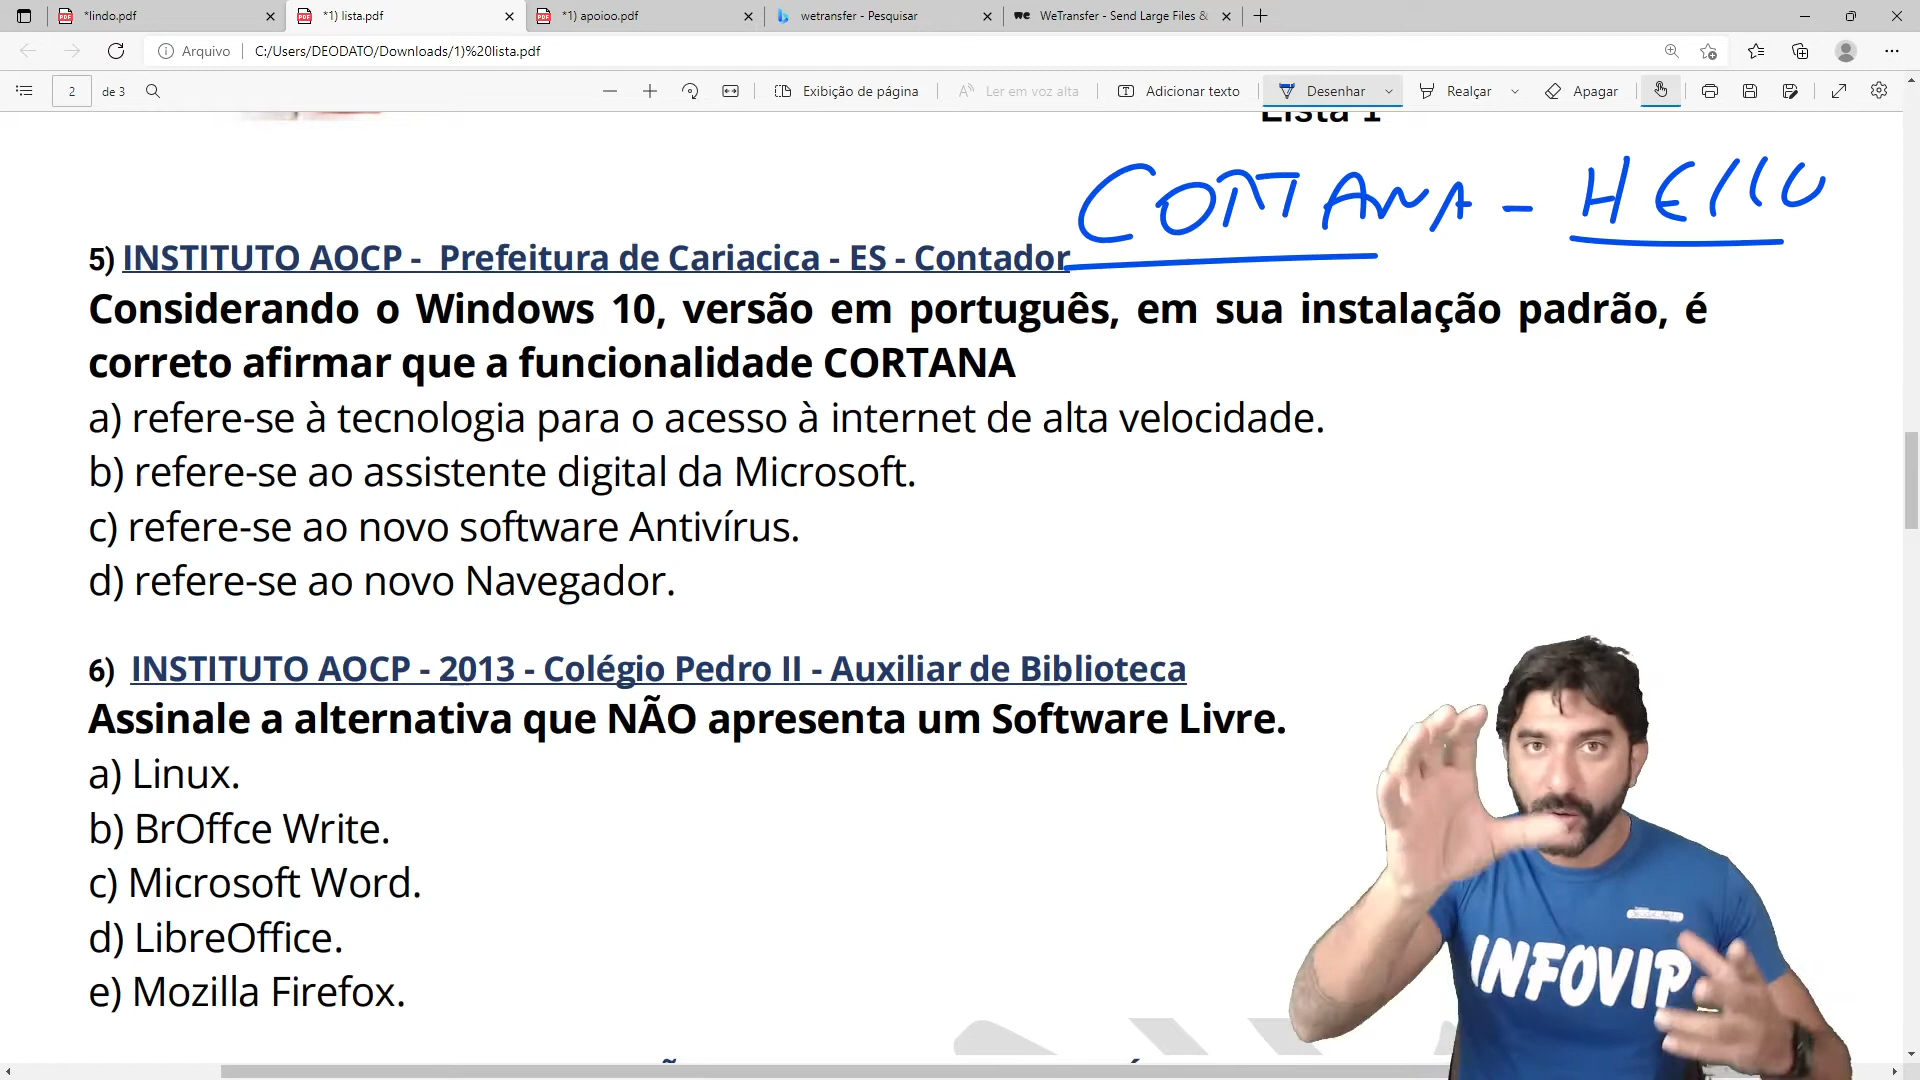 *lindo.pdf
*1) lista.pdf
*1) apoioo.pdf
wetransfer - Pesquisar
WeTransfer - Send Large Files &
Arquivo
C:/Users/DEODATO/Downloads/1)%20lista.pdf
2 de 3
Exibição de página
Ler em voz alta
Adicionar texto
Desenhar
Realçar
Apagar
Lista 1
CORTANA - HELLO
5) INSTITUTO AOCP - Prefeitura de Cariacica - ES - Contador
Considerando o Windows 10, versão em português, em sua instalação padrão, é
correto afirmar que a funcionalidade CORTANA
a) refere-se à tecnologia para o acesso à internet de alta velocidade.
b) refere-se ao assistente digital da Microsoft.
c) refere-se ao novo software Antivírus.
d) refere-se ao novo Navegador.
6) INSTITUTO AOCP - 2013 - Colégio Pedro II - Auxiliar de Biblioteca
Assinale a alternativa que NÃO apresenta um Software Livre.
a) Linux.
b) BrOffce Write.
c) Microsoft Word.
d) LibreOffice.
e) Mozilla Firefox.
INFOVIP